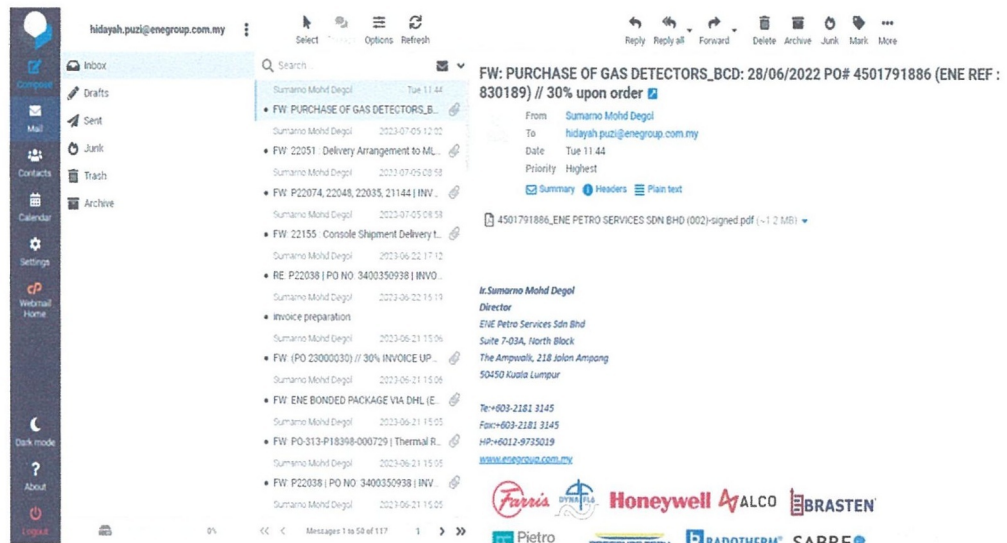 hidayah.puzi@enegroup.com.my
Compose
Mail
Contacts
Calendar
Settings
Webmail
Home
Dark mode
About
Logout
Inbox
Drafts
Sent
Junk
Trash
Archive
0%
Select
Options
Refresh
Search...
Sumarno Mohd Degol Tue 11:44
FW: PURCHASE OF GAS DETECTORS_B...
Sumarno Mohd Degol 2023-07-05 12:02
FW: 22051 : Delivery Arrangement to ML...
Sumarno Mohd Degol 2023-07-05 08:58
FW: P22074, 22048, 22035, 21144 | INV...
Sumarno Mohd Degol 2023-07-05 08:58
FW: 22155 : Console Shipment Delivery t...
Sumarno Mohd Degol 2023-06-22 17:12
RE: P22038 | PO NO: 3400350938 | INVO...
Sumarno Mohd Degol 2023-06-22 15:19
Invoice preparation
Sumarno Mohd Degol 2023-06-21 15:06
FW: (PO 23000030) // 30% INVOICE UP...
Sumarno Mohd Degol 2023-06-21 15:06
FW: ENE BONDED PACKAGE VIA DHL (E...
Sumarno Mohd Degol 2023-06-21 15:05
FW: PO-313-P18398-000729 | Thermal R...
Sumarno Mohd Degol 2023-06-21 15:05
FW: P22038 | PO NO: 3400350938 | INV...
Sumarno Mohd Degol 2023-06-21 15:05
Messages 1 to 50 of 117 1
Reply
Reply all
Forward
Delete
Archive
Junk
Mark
More
FW: PURCHASE OF GAS DETECTORS_BCD: 28/06/2022 PO# 4501791886 (ENE REF :
830189) // 30% upon order
From Sumarno Mohd Degol
To hidayah.puzi@enegroup.com.my
Date Tue 11:44
Priority Highest
Summary Headers Plain text
4501791886_ENE PETRO SERVICES SDN BHD (002)-signed.pdf (~1.2 MB)
Ir.Sumarno Mohd Degol
Director
ENE Petro Services Sdn Bhd
Suite 7-03A, North Block
The Ampwalk, 218 Jalan Ampang
50450 Kuala Lumpur
Te:+603-2181 3145
Fax:+603-2181 3145
HP:+6012-9735019
www.enegroup.com.my
Farris
Honeywell
ALCO
BRASTEN
Pietro
RADOTHERM
SABRE